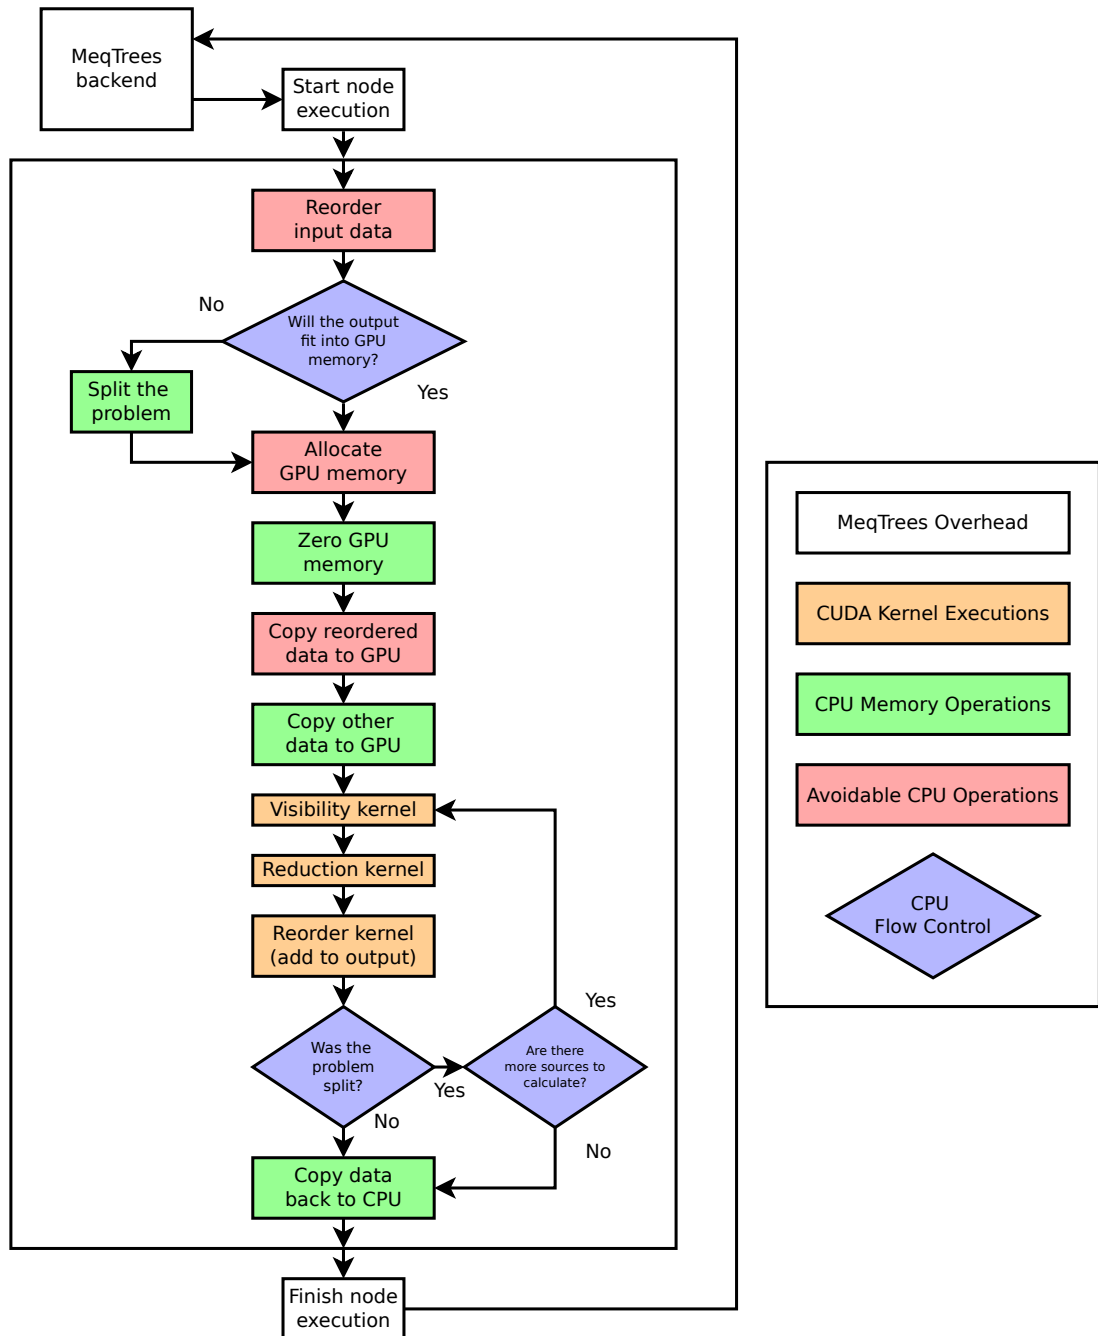 MeqTrees
backend
Start node
execution
Reorder
input data
No
Will the output
fit into GPU
memory?
Yes
Split the
problem
Allocate
GPU memory
Zero GPU
memory
Copy reordered
data to GPU
Copy other
data to GPU
Visibility kernel
Reduction kernel
Reorder kernel
(add to output)
Yes
Was the
problem
split?
Yes
Are there
more sources to
calculate?
No
No
Copy data
back to CPU
Finish node
execution
MeqTrees Overhead
CUDA Kernel Executions
CPU Memory Operations
Avoidable CPU Operations
CPU
Flow Control